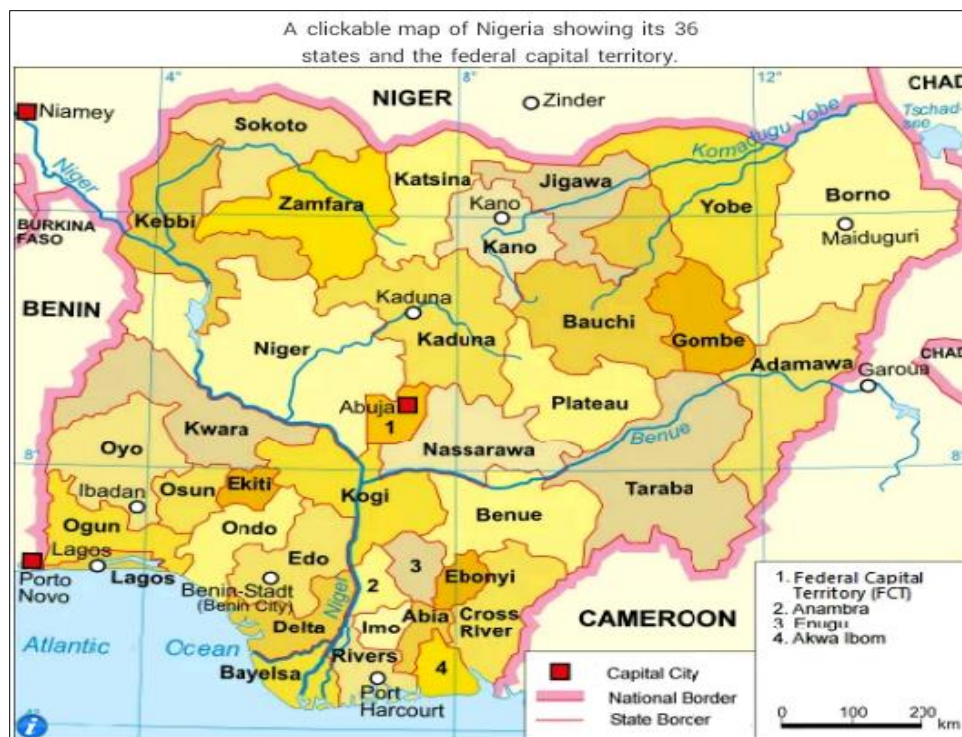 A clickable map of Nigeria showing its 36
states and the federal capital territory.
4°
8°
12°
CHAD
NIGER
Zinder
Niamey
Tschad-
see
Sokoto
Komadugu Yobe
Niger
Katsina
Jigawa
Zamfara
Kano
Yobe
Borno
Kebbi
BURKINA
FASO
Kano
Maiduguri
BENIN
Kaduna
Bauchi
Niger
Kaduna
Gombe
Adamawa
CHAD
Garoua
Abuja
1
Plateau
Kwara
Nassarawa
Benue
Oyo
8°
8°
Ibadan
Osun
Ekiti
Kogi
Taraba
Benue
Ogun
Ondo
Lagos
Edo
3
Porto
Novo
Lagos
Benin-Stadt
(Benin City)
Niger
2
Ebonyi
Abia
Cross
River
CAMEROON
Delta
Imo
Atlantic Ocean
Bayelsa
Rivers
4
Port
Harcourt
4°
i
1. Federal Capital
Territory (FCT)
2. Anambra
3 Enugu
4. Akwa Ibom
Capital City
National Border
State Borcer
0 100 200
km